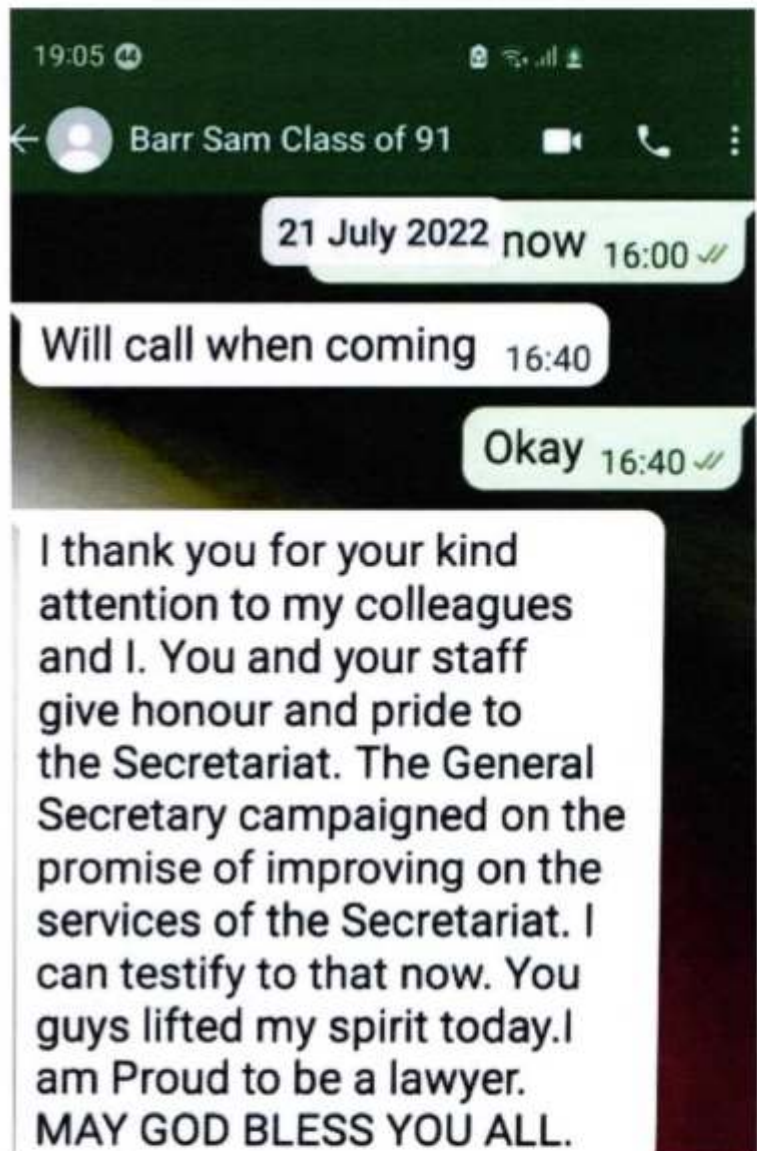 19:05 44
Barr Sam Class of 91
21 July 2022 now 16:00
Will call when coming 16:40
Okay 16:40
I thank you for your kind
attention to my colleagues
and I. You and your staff
give honour and pride to
the Secretariat. The General
Secretary campaigned on the
promise of improving on the
services of the Secretariat. I
can testify to that now. You
guys lifted my spirit today.I
am Proud to be a lawyer.
MAY GOD BLESS YOU ALL.